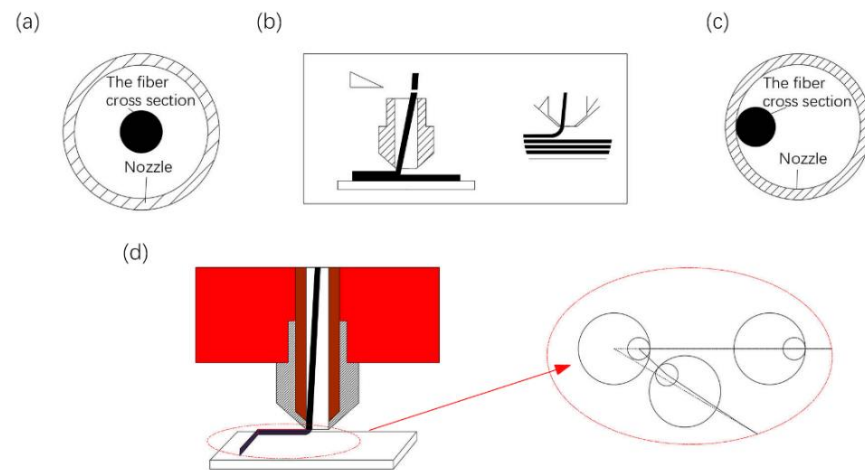 (a)
The fiber
cross section
Nozzle
(b)
(c)
The fiber
cross section
Nozzle
(d)